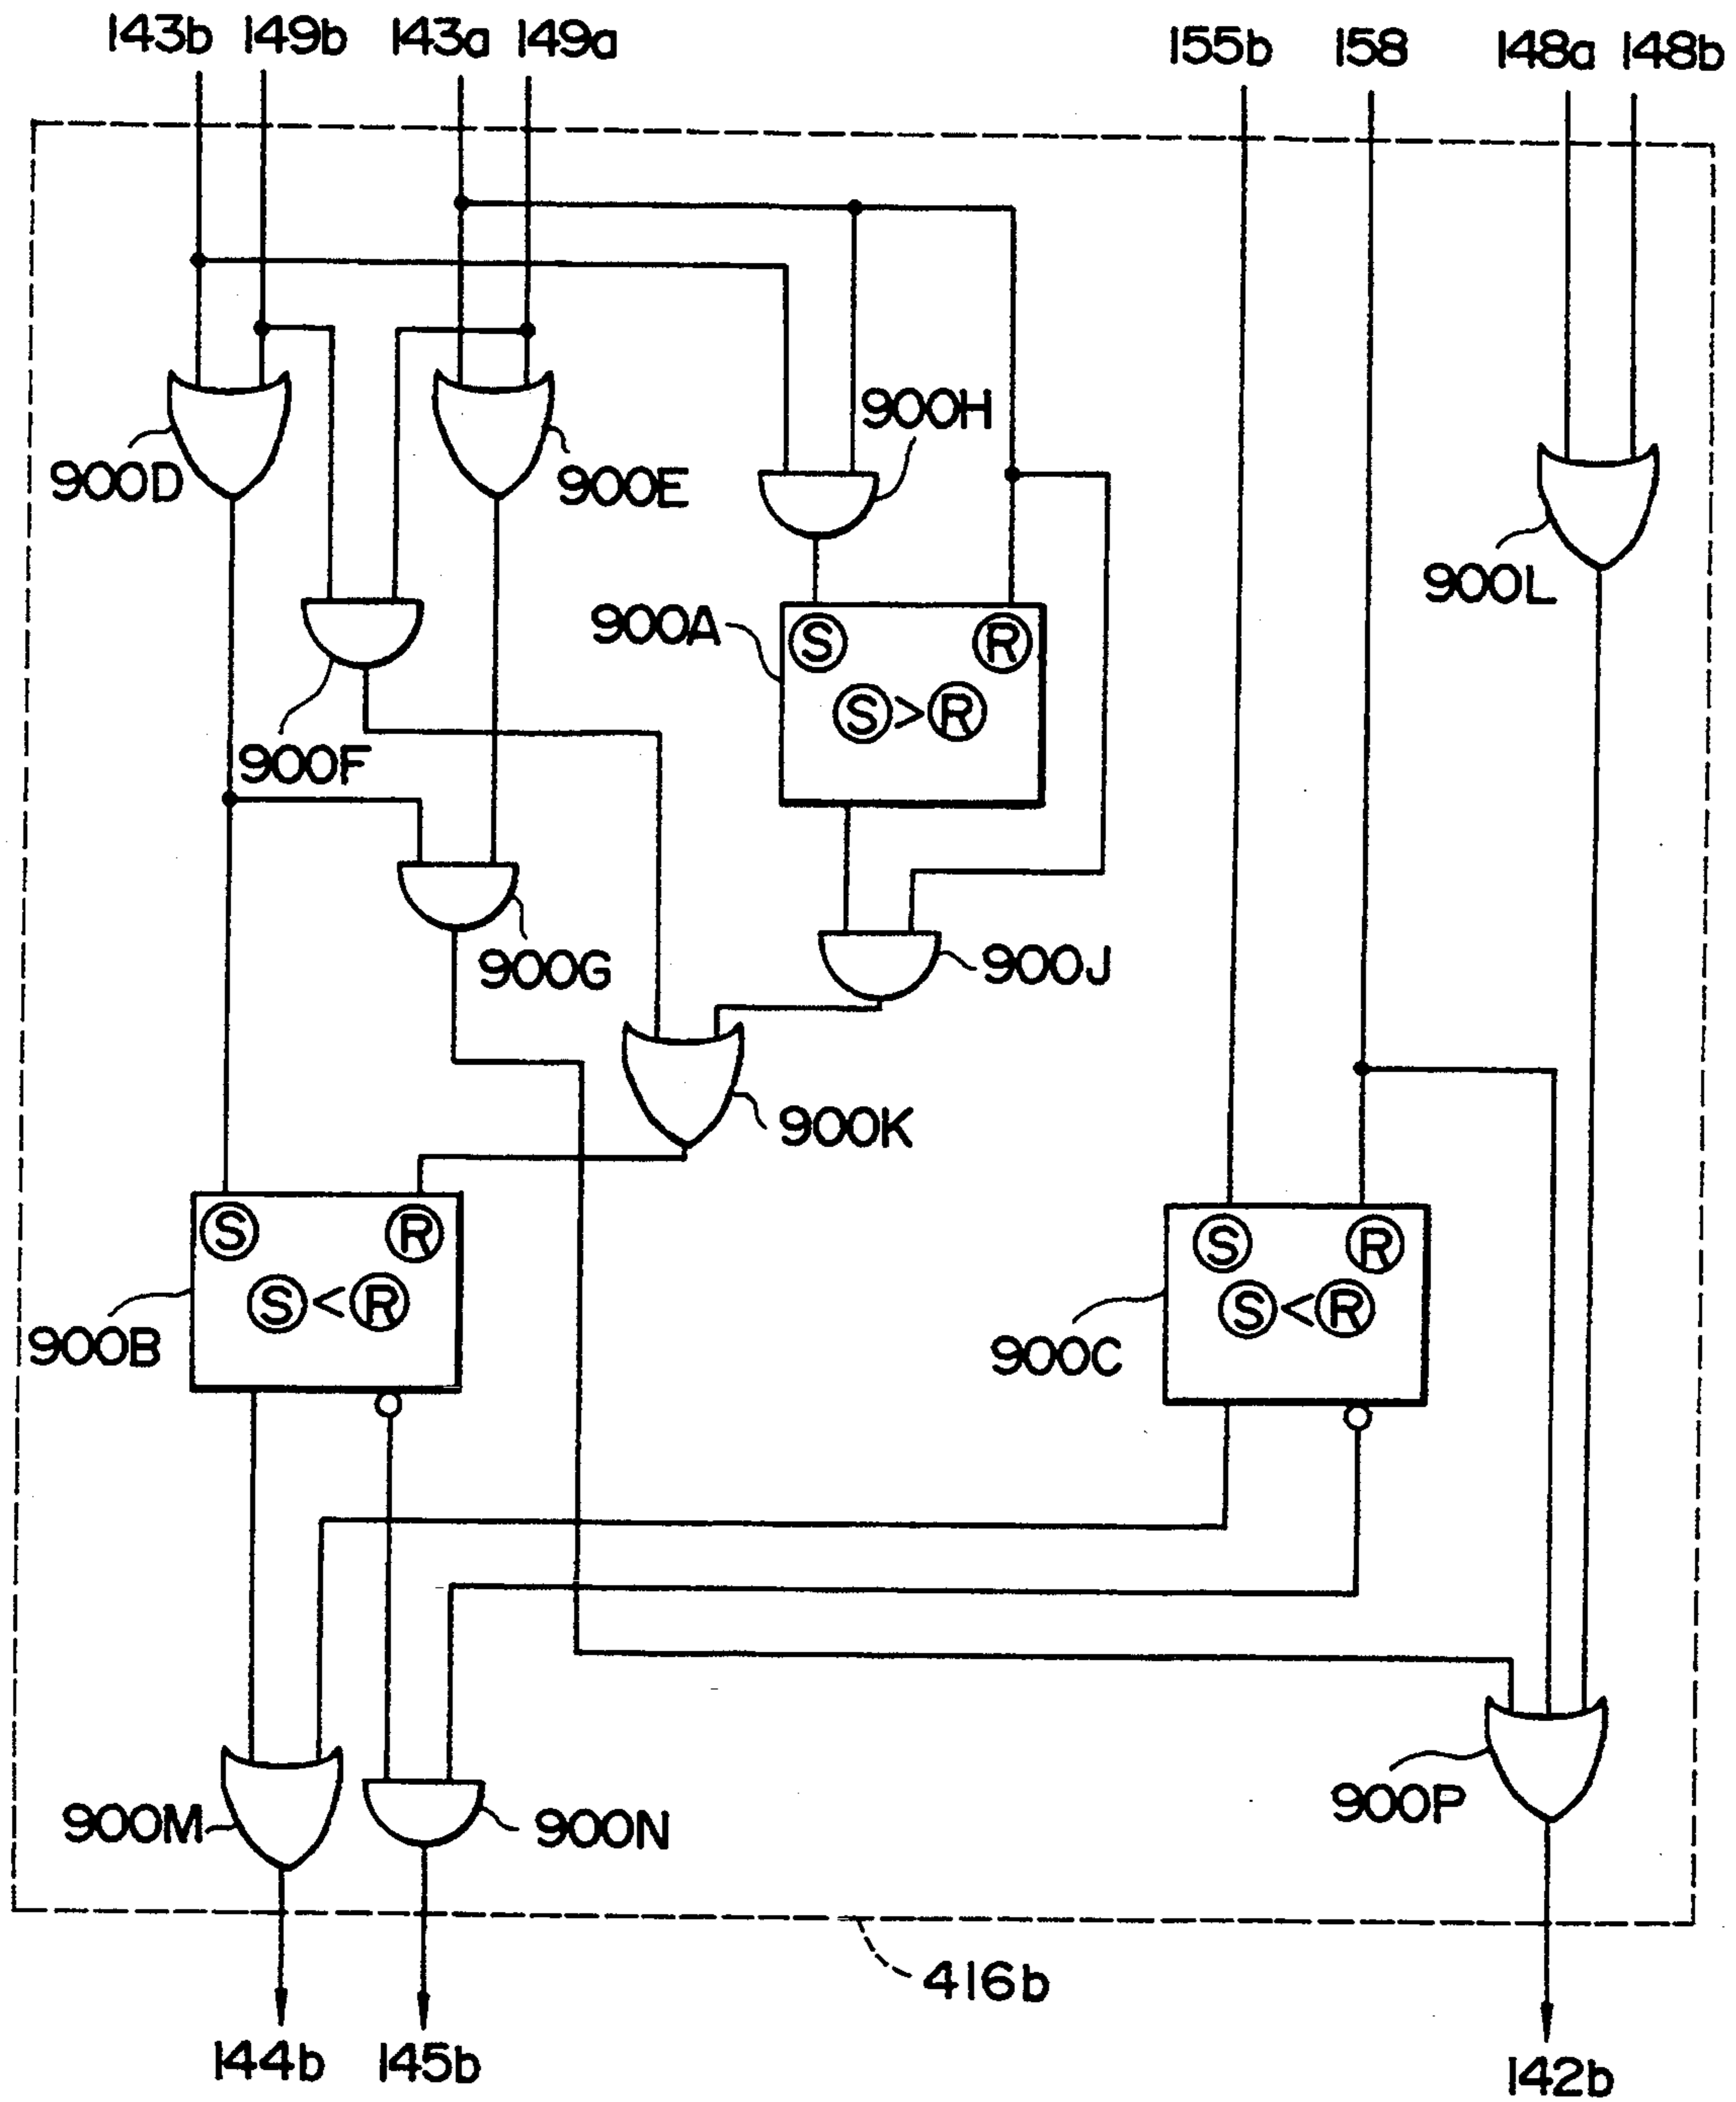 143b 149b 143a 149a 155b 158 148a 148b
900H
900D 900E
900L
900A S R
S>R
900F
900G 900J
900K
S R S R
S<R S<R
900B 900C
900M 900N 900P
416b
144b 145b 142b